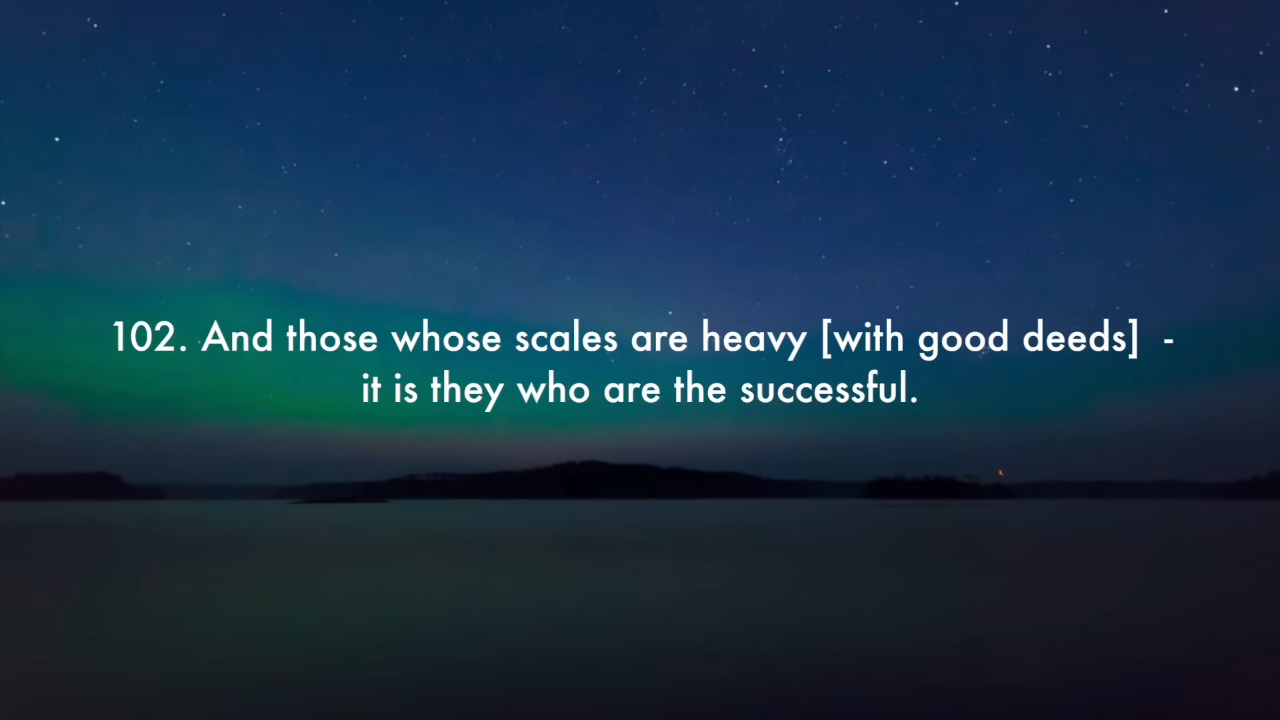 102. And those whose scales are heavy [with good deeds] -
it is they who are the successful.